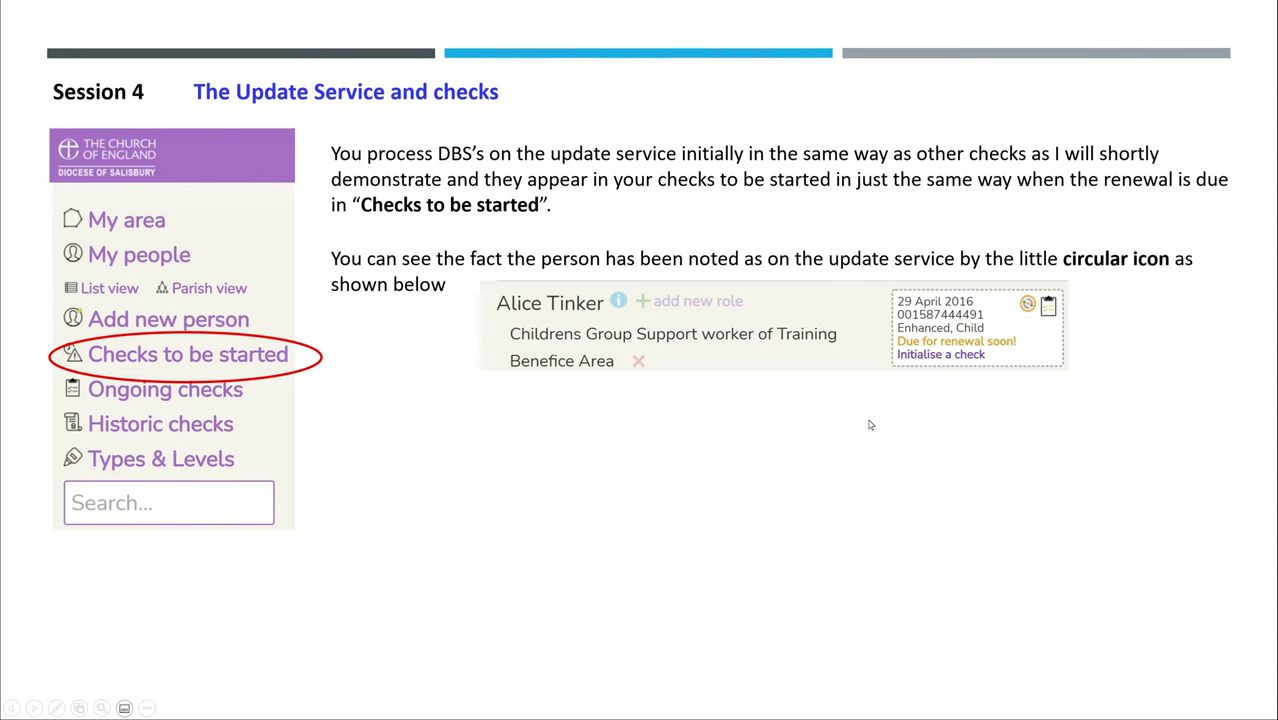 Session 4 The Update Service and checks
THE CHURCH
OF ENGLAND
DIOCESE OF SALISBURY
My area
My people
List view Parish view
Add new person
Checks to be started
Ongoing checks
Historic checks
Types & Levels
Search...
You process DBS’s on the update service initially in the same way as other checks as I will shortly
demonstrate and they appear in your checks to be started in just the same way when the renewal is due
in “Checks to be started”.
You can see the fact the person has been noted as on the update service by the little circular icon as
shown below
Alice Tinker i + add new role
Childrens Group Support worker of Training
Benefice Area
29 April 2016
001587444491
Enhanced, Child
Due for renewal soon!
Initialise a check